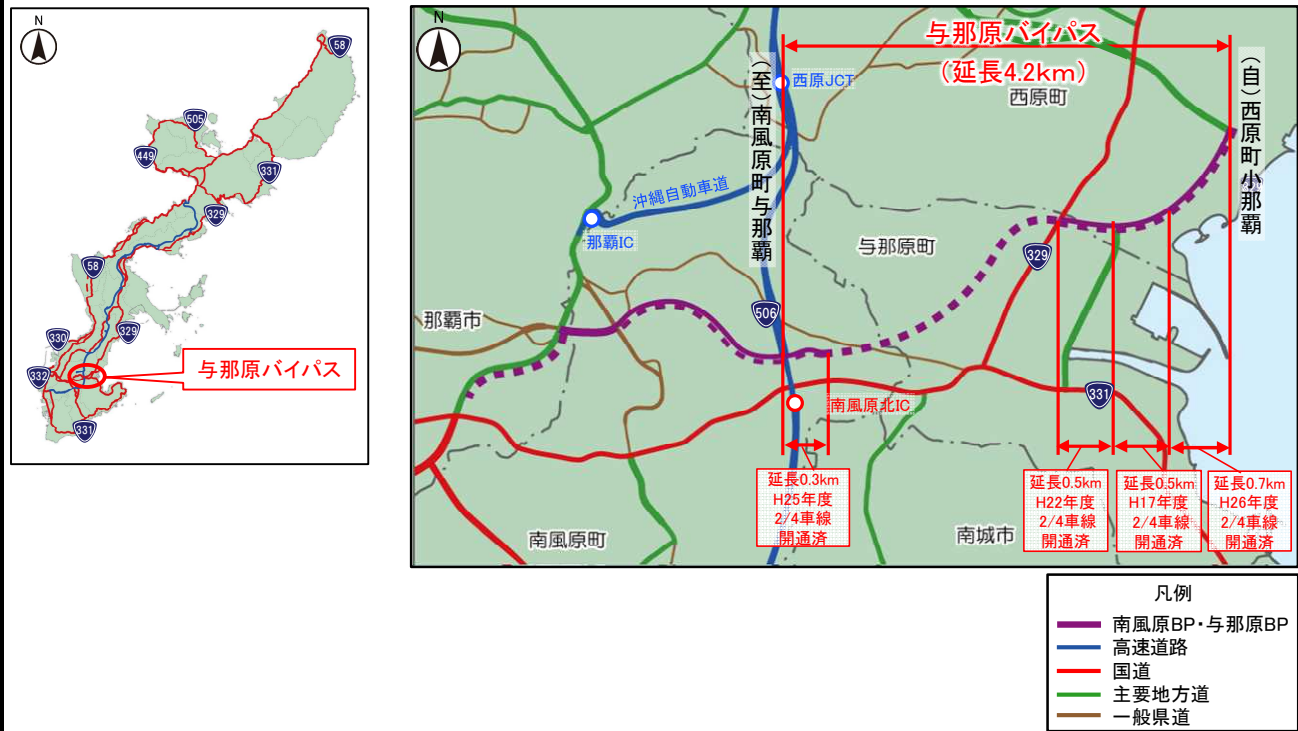 N
58
505
449
331
329
58
329
330
332
331
与那原バイパス
N
与那原バイパス
(延長4.2km)
(至)南風原町与那覇
(自)西原町小那覇
西原JCT
西原町
沖縄自動車道
那覇IC
与那原町
329
506
那覇市
331
南風原北IC
南風原町
南城市
延長0.3km
H25年度
2/4車線
開通済
延長0.5km
H22年度
2/4車線
開通済
延長0.5km
H17年度
2/4車線
開通済
延長0.7km
H26年度
2/4車線
開通済
凡例
南風原BP・与那原BP
高速道路
国道
主要地方道
一般県道